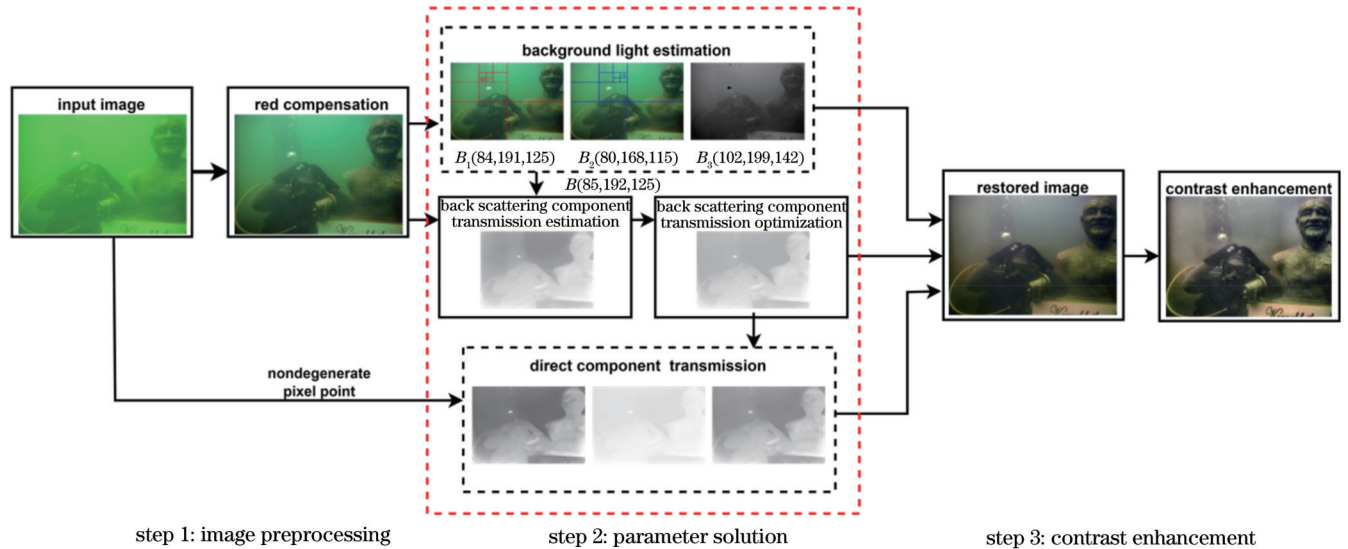 input image
red compensation
background light estimation
B1(84,191,125)
B2(80,168,115)
B3(102,199,142)
B(85,192,125)
back scattering component
transmission estimation
back scattering component
transmission optimization
nondegenerate
pixel point
direct component transmission
restored image
contrast enhancement
step 1: image preprocessing
step 2: parameter solution
step 3: contrast enhancement